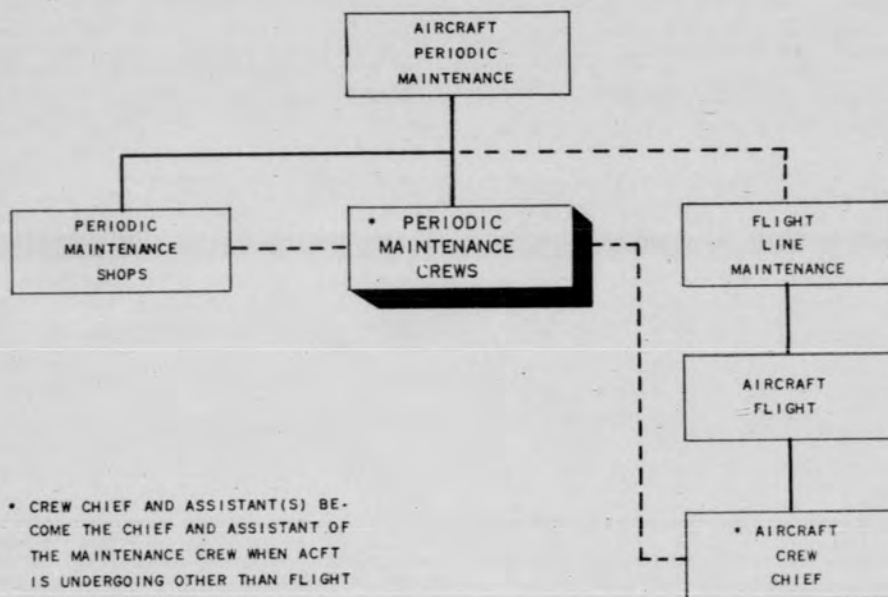 AIRCRAFT
PERIODIC
MAINTENANCE
PERIODIC
MAINTENANCE
SHOPS
* PERIODIC
MAINTENANCE
CREWS
FLIGHT
LINE
MAINTENANCE
AIRCRAFT
FLIGHT
* AIRCRAFT
CREW
CHIEF
* CREW CHIEF AND ASSISTANT(S) BE-
COME THE CHIEF AND ASSISTANT OF
THE MAINTENANCE CREW WHEN ACFT
IS UNDERGOING OTHER THAN FLIGHT